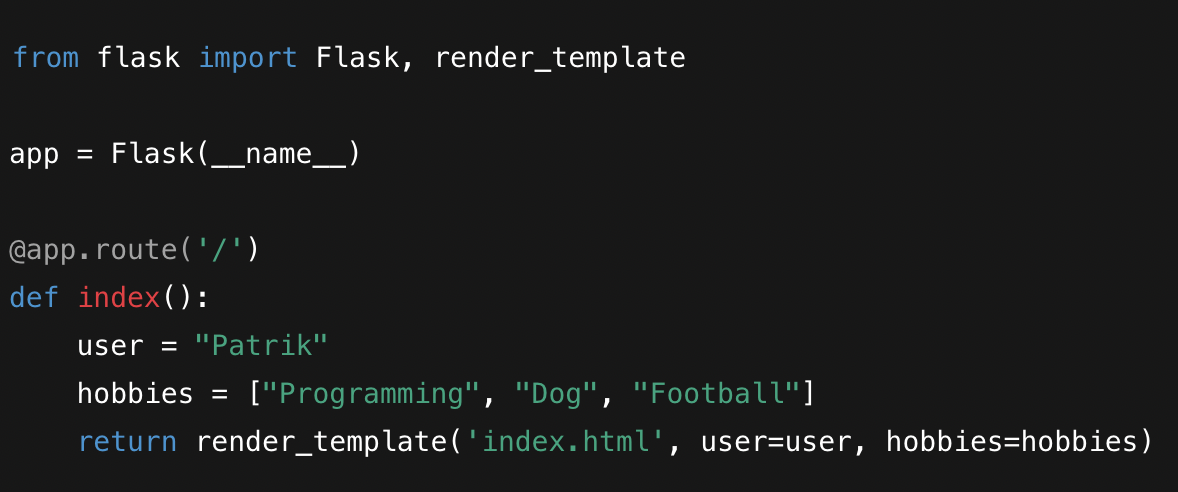 from flask import Flask, render_template
app = Flask(__name__)
@app.route('/')
def index():
    user = "Patrik"
    hobbies = ["Programming", "Dog", "Football"]
    return render_template('index.html', user=user, hobbies=hobbies)